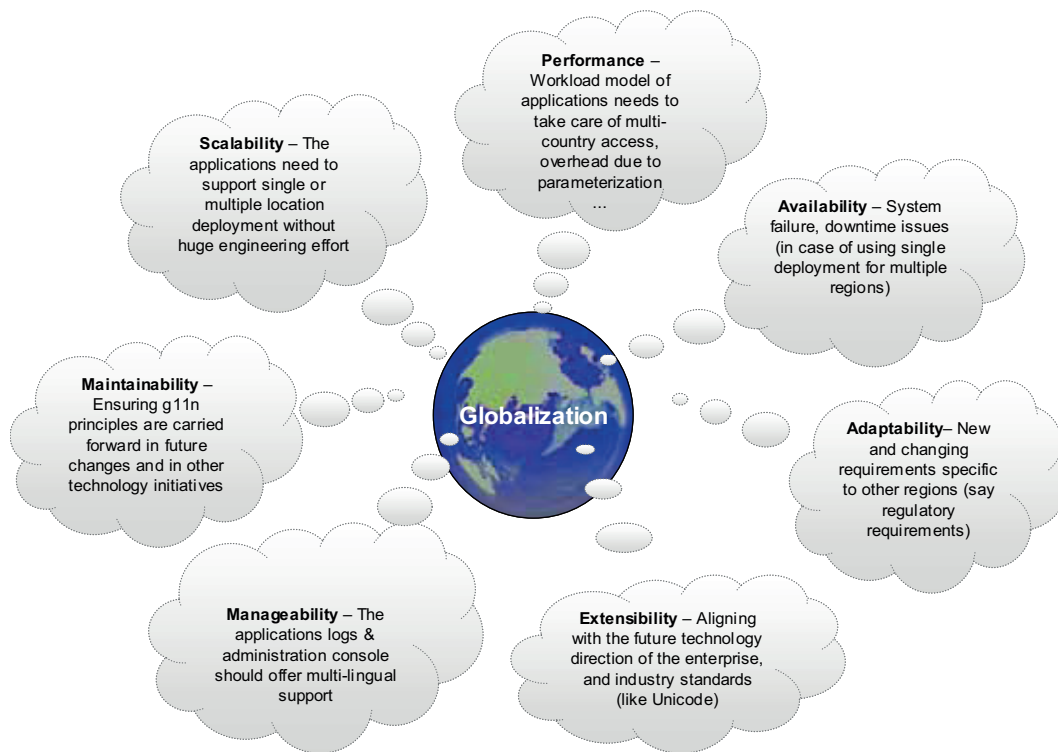 Performance –
Workload model of
applications needs to
take care of multi-
country access,
overhead due to
parameterization
...
Scalability – The
applications need to
support single or
multiple location
deployment without
huge engineering effort
Availability – System
failure, downtime issues
(in case of using single
deployment for multiple
regions)
Globalization
Maintainability –
Ensuring g11n
principles are carried
forward in future
changes and in other
technology initiatives
Adaptability– New
and changing
requirements specific
to other regions (say
regulatory
requirements)
Manageability – The
applications logs &
administration console
should offer multi-lingual
support
Extensibility – Aligning
with the future technology
direction of the enterprise,
and industry standards
(like Unicode)